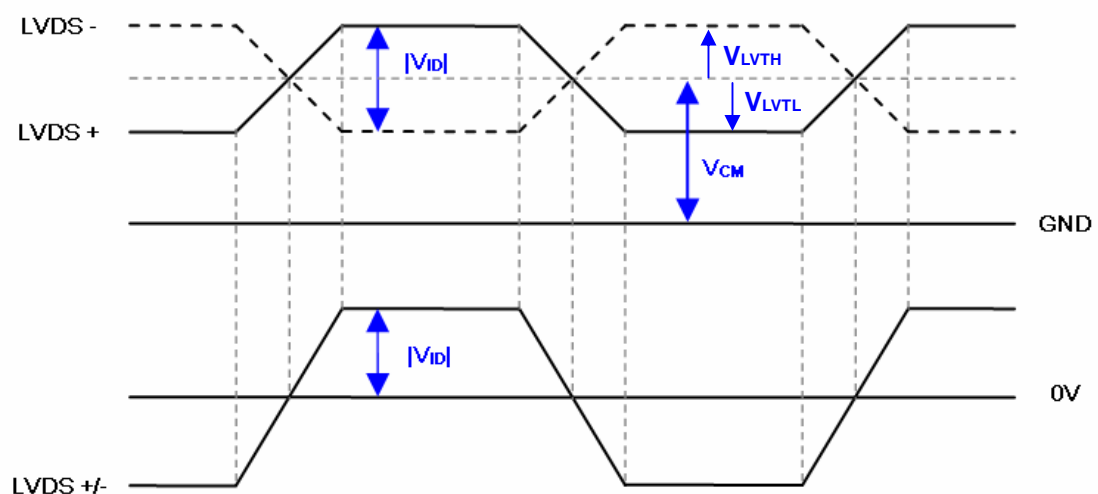 LVDS -
|VID|
VLVTH
VLVTL
LVDS +
VCM
GND
|VID|
0V
LVDS +/-